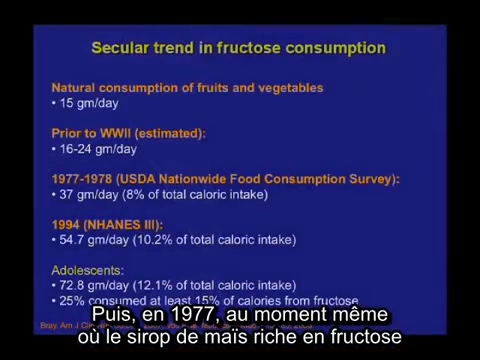 Secular trend in fructose consumption
Natural consumption of fruits and vegetables
• 15 gm/day
Prior to WWII (estimated):
• 16-24 gm/day
1977-1978 (USDA Nationwide Food Consumption Survey):
• 37 gm/day (8% of total caloric intake)
1994 (NHANES III):
• 54.7 gm/day (10.2% of total caloric intake)
Adolescents:
• 72.8 gm/day (12.1% of total caloric intake)
• 25% consumed at least 15% of calories from fructose
Bray, Am J
Puis, en 1977, au moment même
où le sirop de maïs riche en fructose